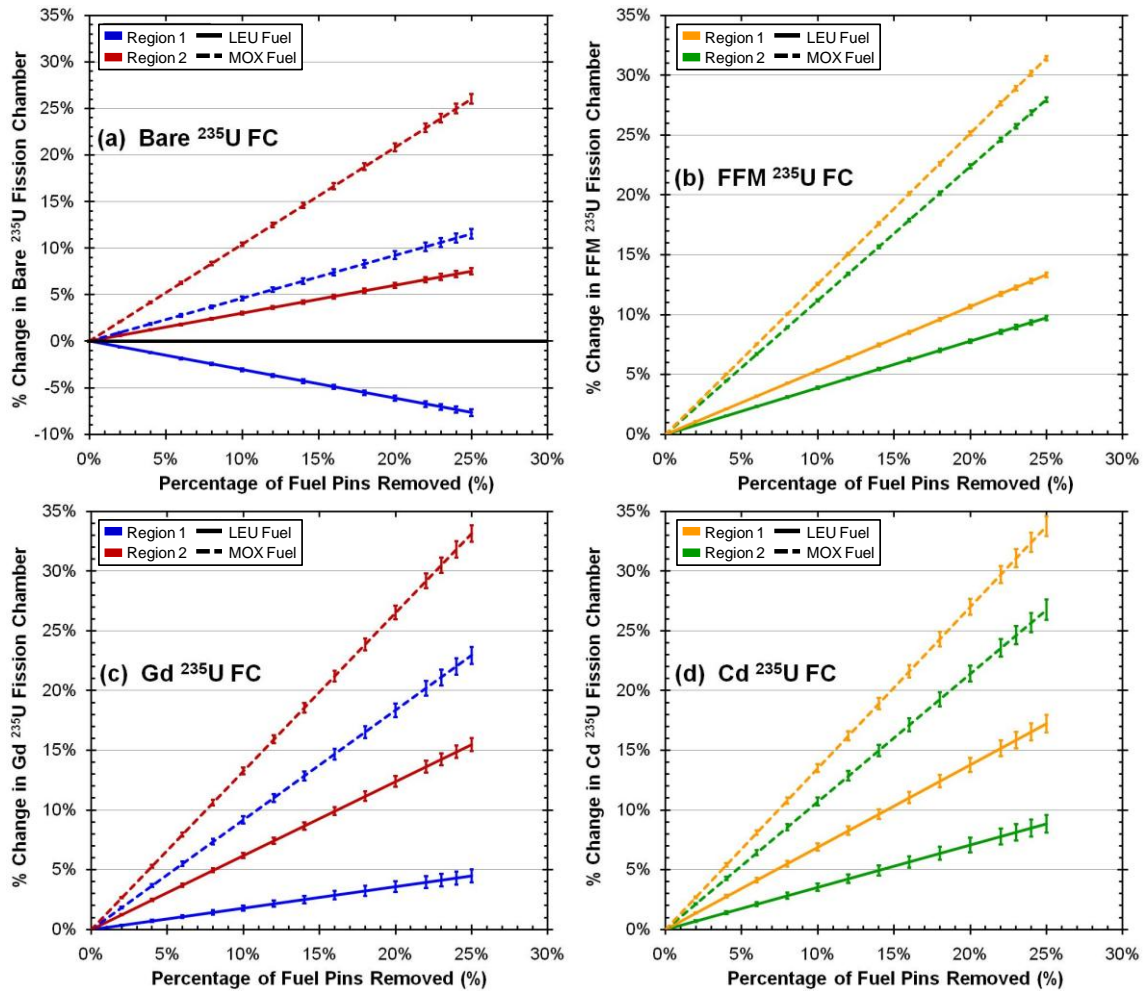 Region 1 LEU Fuel
Region 2 MOX Fuel
(a) Bare ²³⁵U FC
% Change in Bare ²³⁵U Fission Chamber
35%
30%
25%
20%
15%
10%
5%
0%
-5%
-10%
0% 5% 10% 15% 20% 25% 30%
Percentage of Fuel Pins Removed (%)
Region 1 LEU Fuel
Region 2 MOX Fuel
(b) FFM ²³⁵U FC
% Change in FFM ²³⁵U Fission Chamber
35%
30%
25%
20%
15%
10%
5%
0%
0% 5% 10% 15% 20% 25% 30%
Percentage of Fuel Pins Removed (%)
Region 1 LEU Fuel
Region 2 MOX Fuel
(c) Gd ²³⁵U FC
% Change in Gd ²³⁵U Fission Chamber
35%
30%
25%
20%
15%
10%
5%
0%
0% 5% 10% 15% 20% 25% 30%
Percentage of Fuel Pins Removed (%)
Region 1 LEU Fuel
Region 2 MOX Fuel
(d) Cd ²³⁵U FC
% Change in Cd ²³⁵U Fission Chamber
35%
30%
25%
20%
15%
10%
5%
0%
0% 5% 10% 15% 20% 25% 30%
Percentage of Fuel Pins Removed (%)